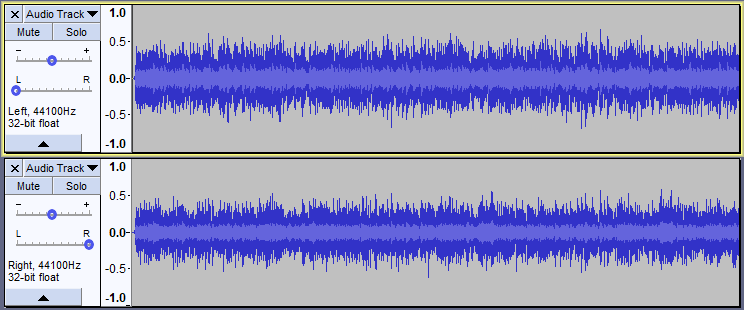 × Audio Track ▼ 1.0
Mute Solo
- + 0.5
L R 0.0
Left, 44100Hz
32-bit float -0.5
▲ -1.0
× Audio Track ▼ 1.0
Mute Solo 0.5
- +
L R 0.0
Right, 44100Hz -0.5
32-bit float
▲ -1.0